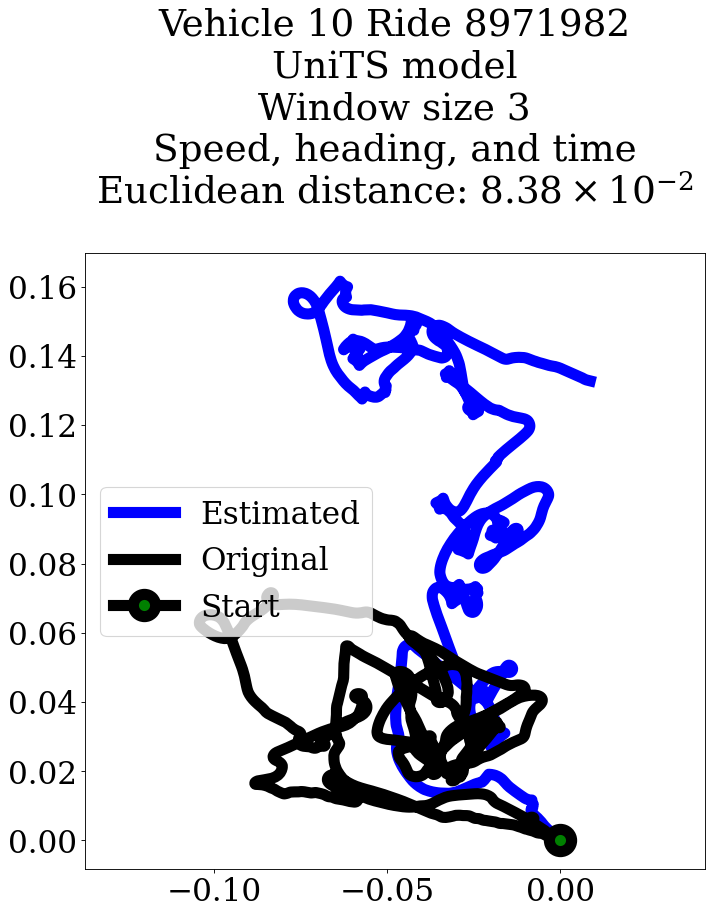 Vehicle 10 Ride 8971982
UniTS model
Window size 3
Speed, heading, and time
Euclidean distance: 8.38 × 10⁻²
0.16
0.14
0.12
0.10
0.08
0.06
0.04
0.02
0.00
Estimated
Original
Start
−0.10 −0.05 0.00